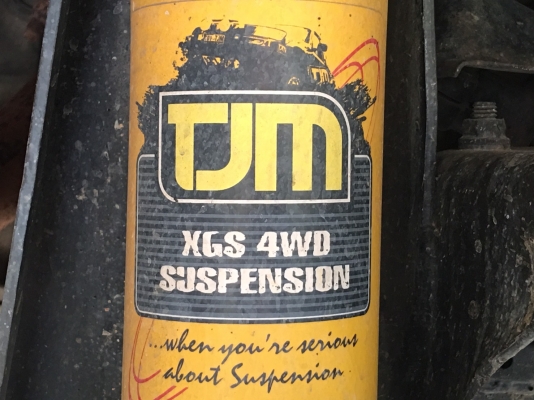 TJM
XGS 4WD
SUSPENSION
...when you're serious
about Suspension